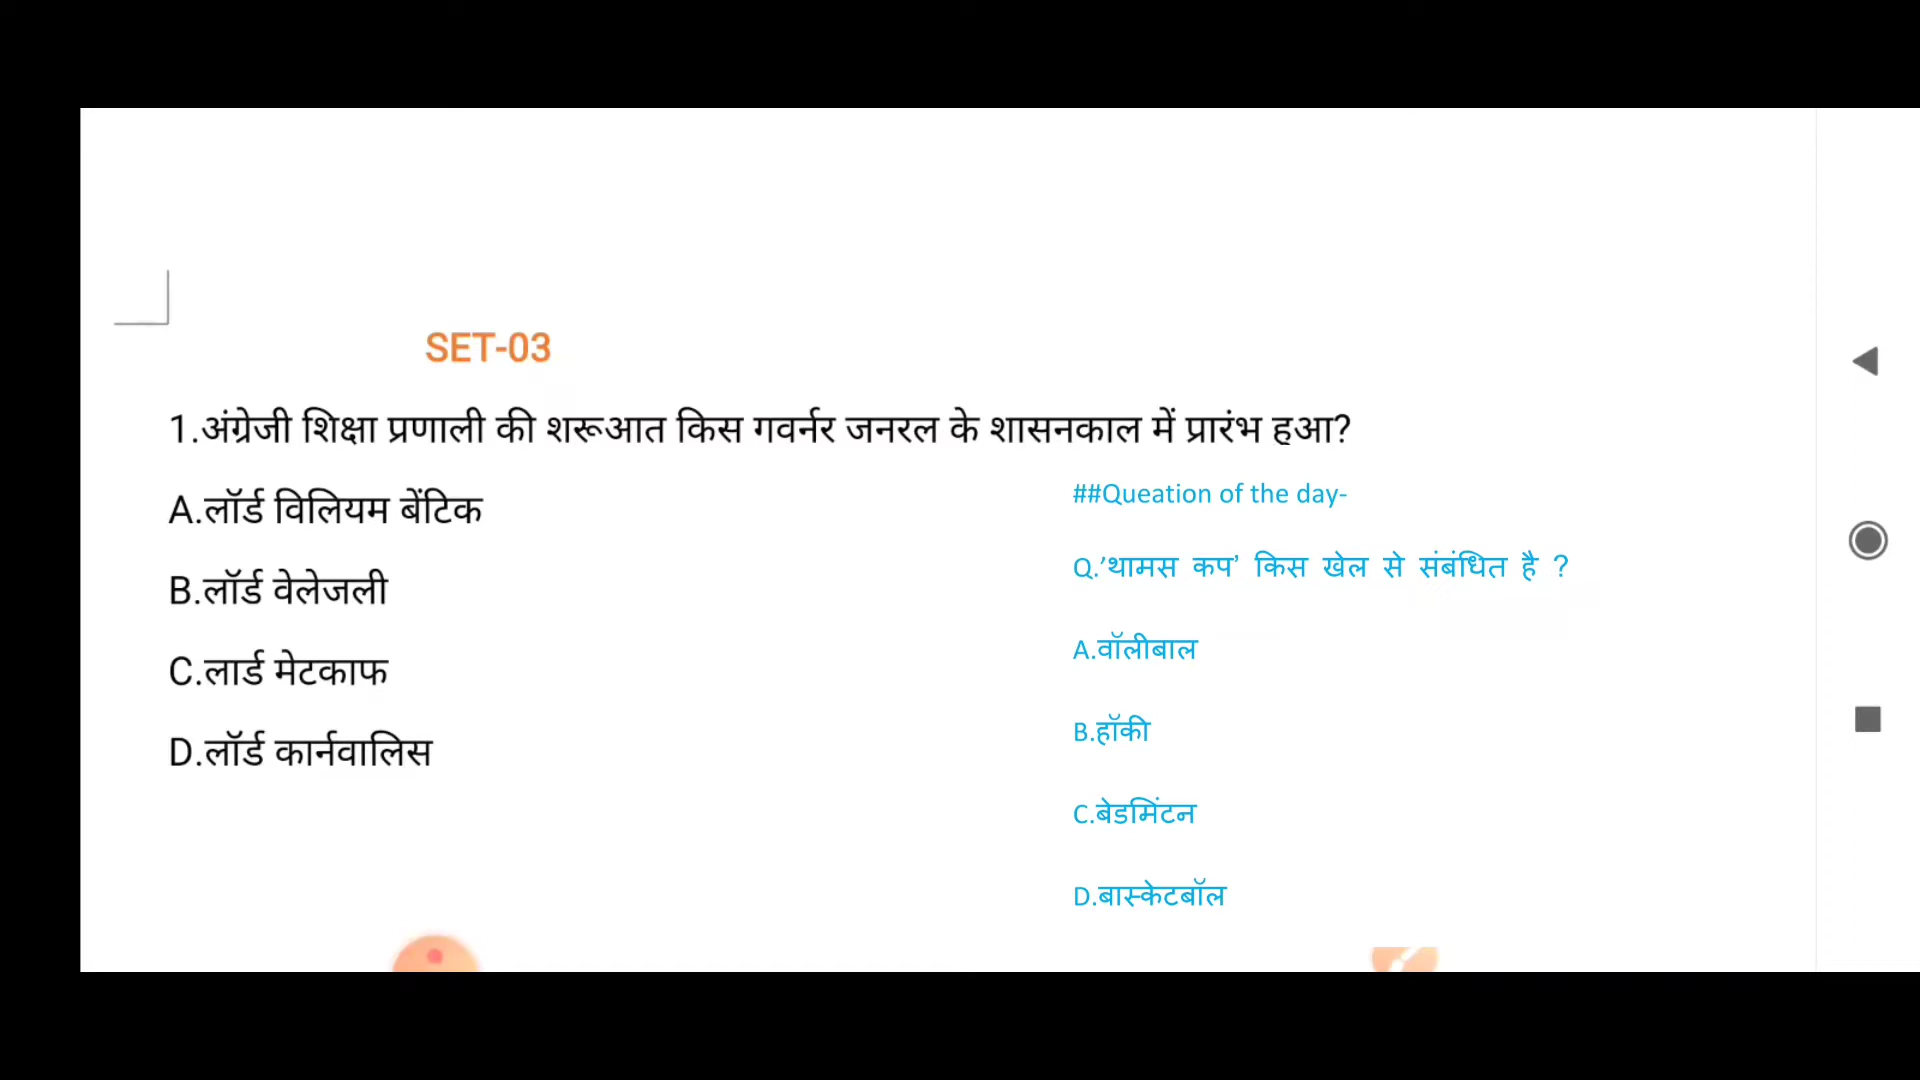 SET-03
1.अंग्रेजी शिक्षा प्रणाली की शरूआत किस गवर्नर जनरल के शासनकाल में प्रारंभ हआ?
A.लॉर्ड विलियम बेंटिक
B.लॉर्ड वेलेजली
C.लार्ड मेटकाफ
D.लॉर्ड कार्नवालिस
##Queation of the day-
Q.’थामस कप’ किस खेल से संबंधित है ?
A.वॉलीबाल
B.हॉकी
C.बेडमिंटन
D.बास्केटबॉल